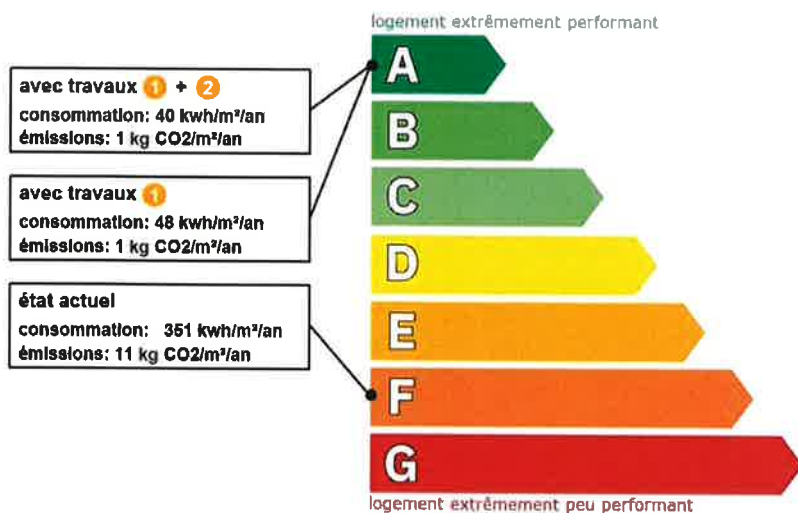 logement extrêmement performant
avec travaux 1 + 2
consommation: 40 kwh/m²/an
émissions: 1 kg CO2/m²/an
avec travaux 1
consommation: 48 kwh/m²/an
émissions: 1 kg CO2/m²/an
état actuel
consommation: 351 kwh/m²/an
émissions: 11 kg CO2/m²/an
A
B
C
D
E
F
G
logement extrêmement peu performant